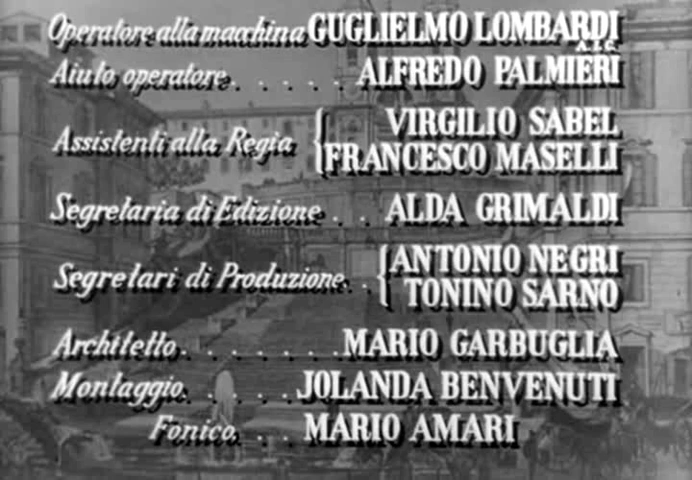 Operatore alla macchina GUGLIELMO LOMBARDI
A.I.C.
Aiuto operatore. . . . . ALFREDO PALMIERI
Assistenti alla Regia { VIRGILIO SABEL
FRANCESCO MASELLI
Segretaria di Edizione . . ALDA GRIMALDI
Segretari di Produzione. . { ANTONIO NEGRI
TONINO SARNO
Architetto. . . . . . . MARIO GARBUGLIA
Montaggio. . . . . JOLANDA BENVENUTI
Fonico. . . MARIO AMARI